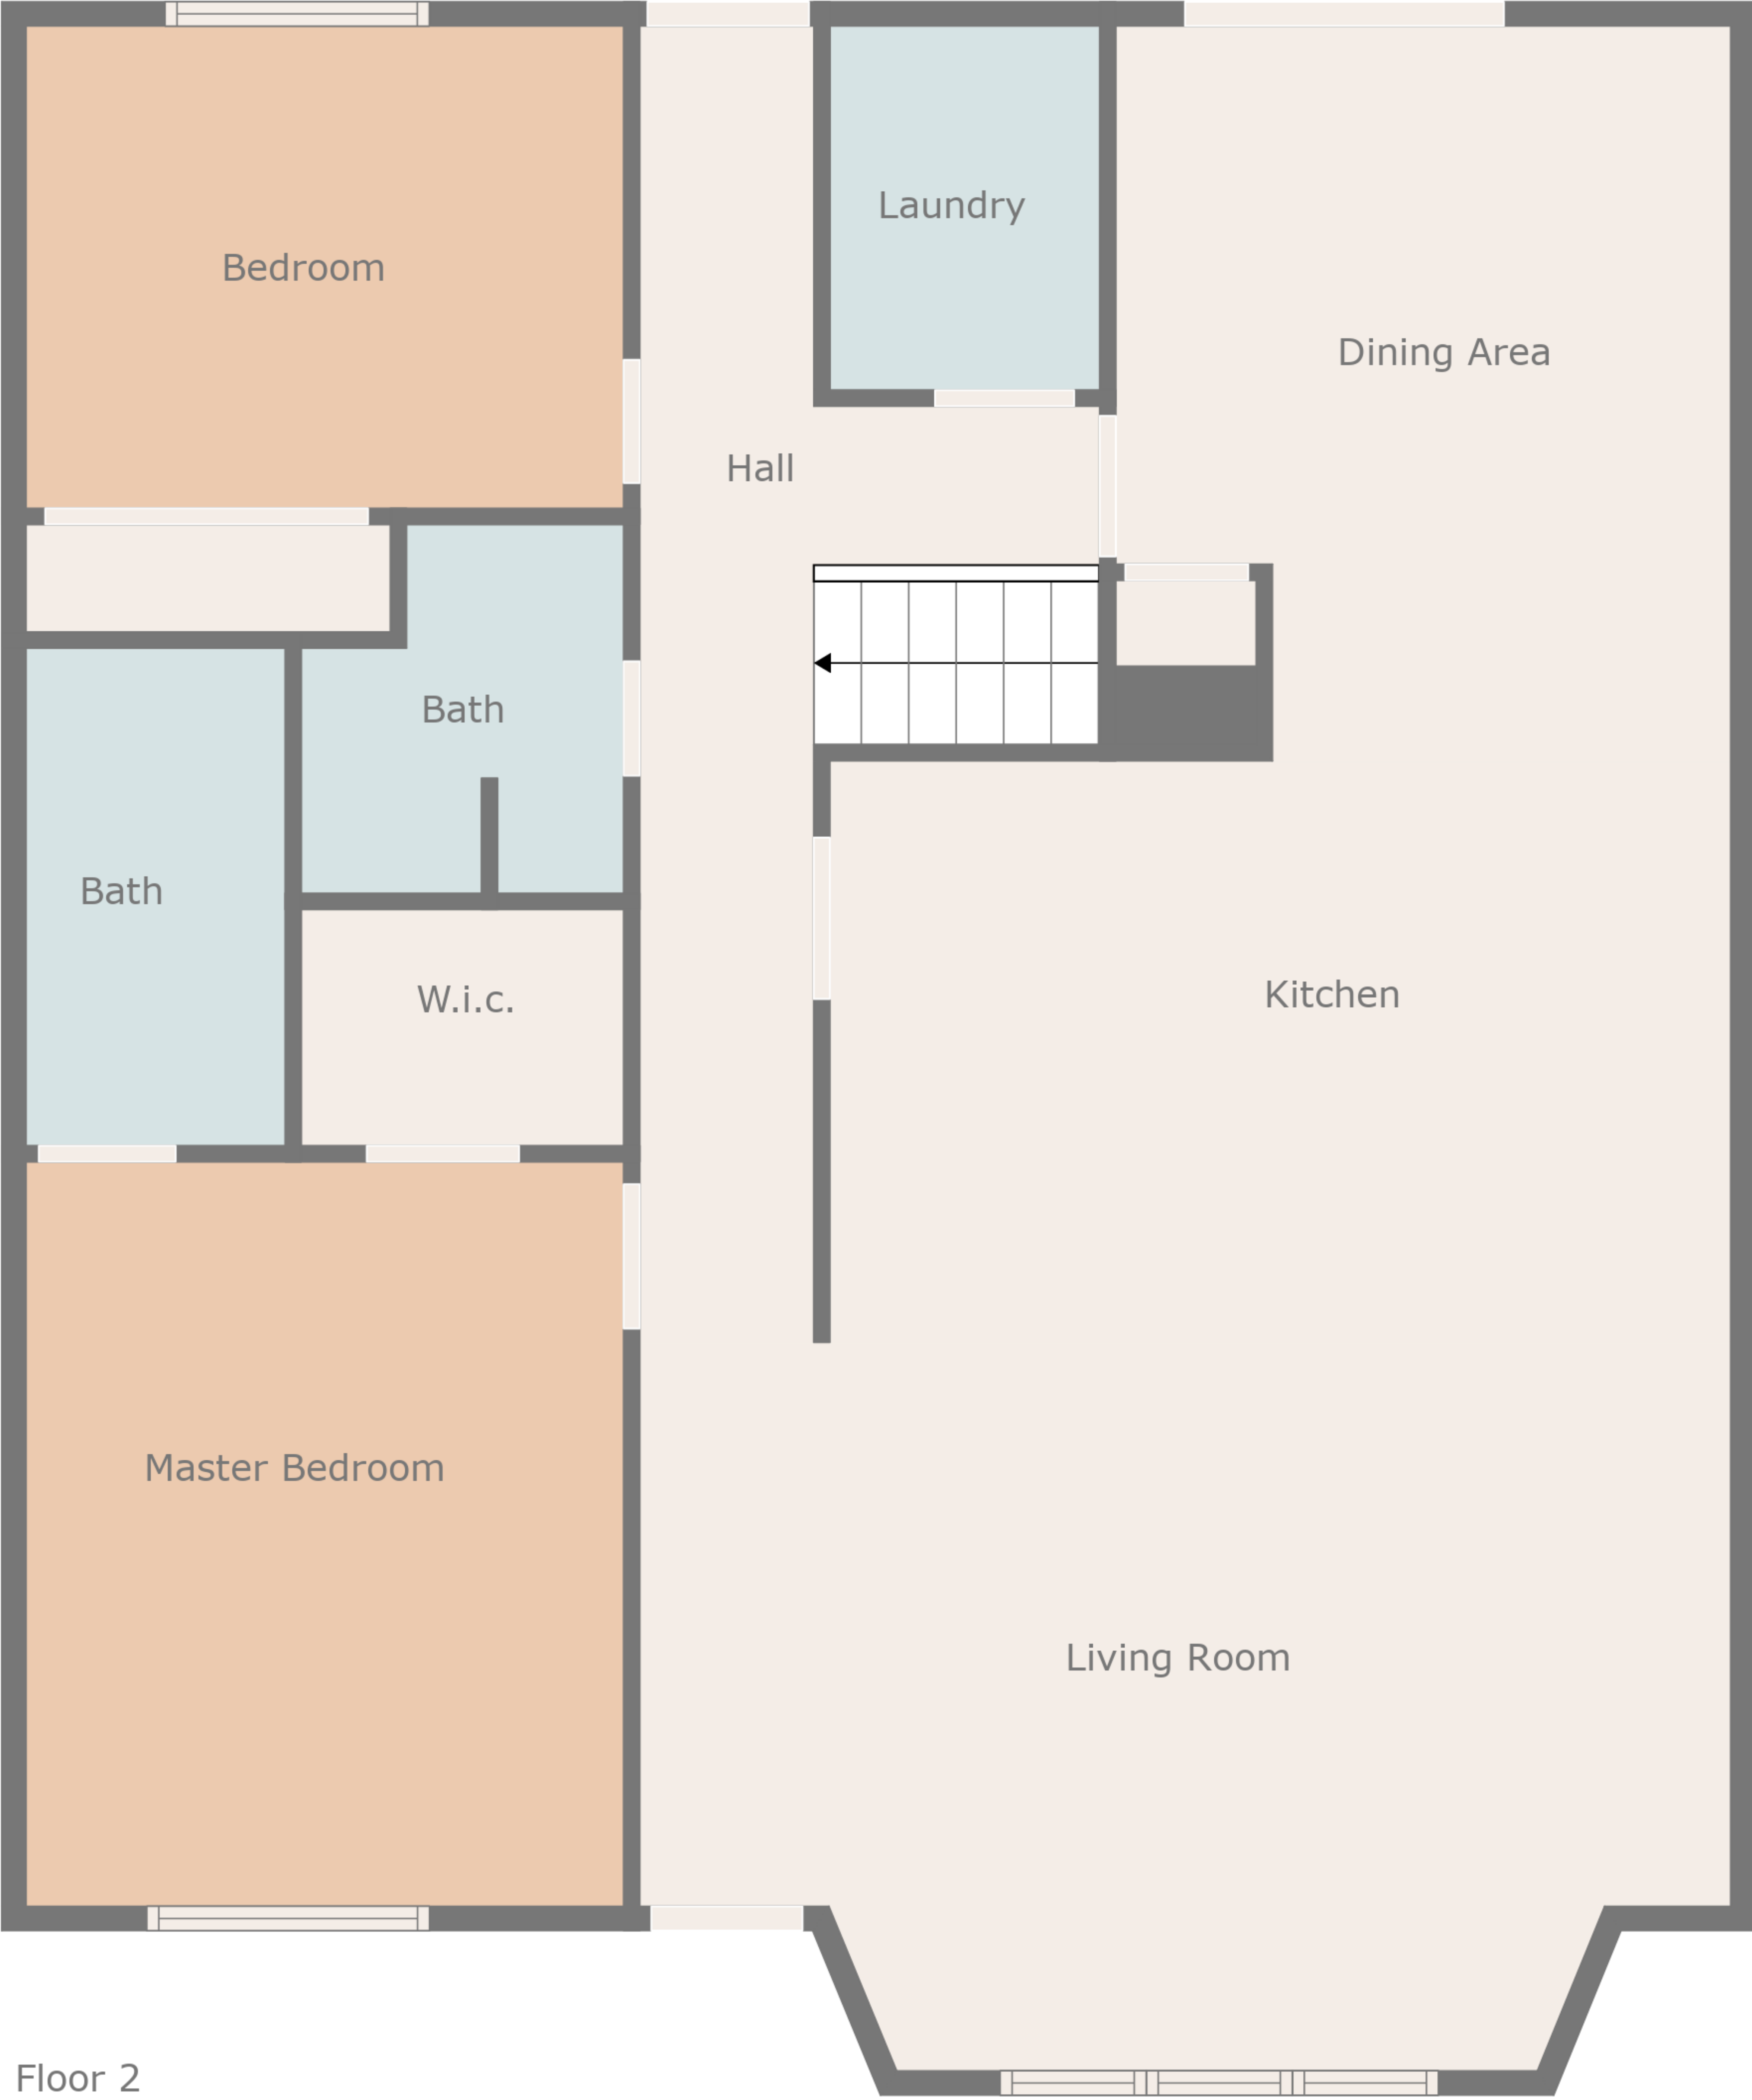 Laundry
Bedroom
Dining Area
Hall
Bath
Bath
Kitchen
W.i.c.
Master Bedroom
Living Room
Floor 2